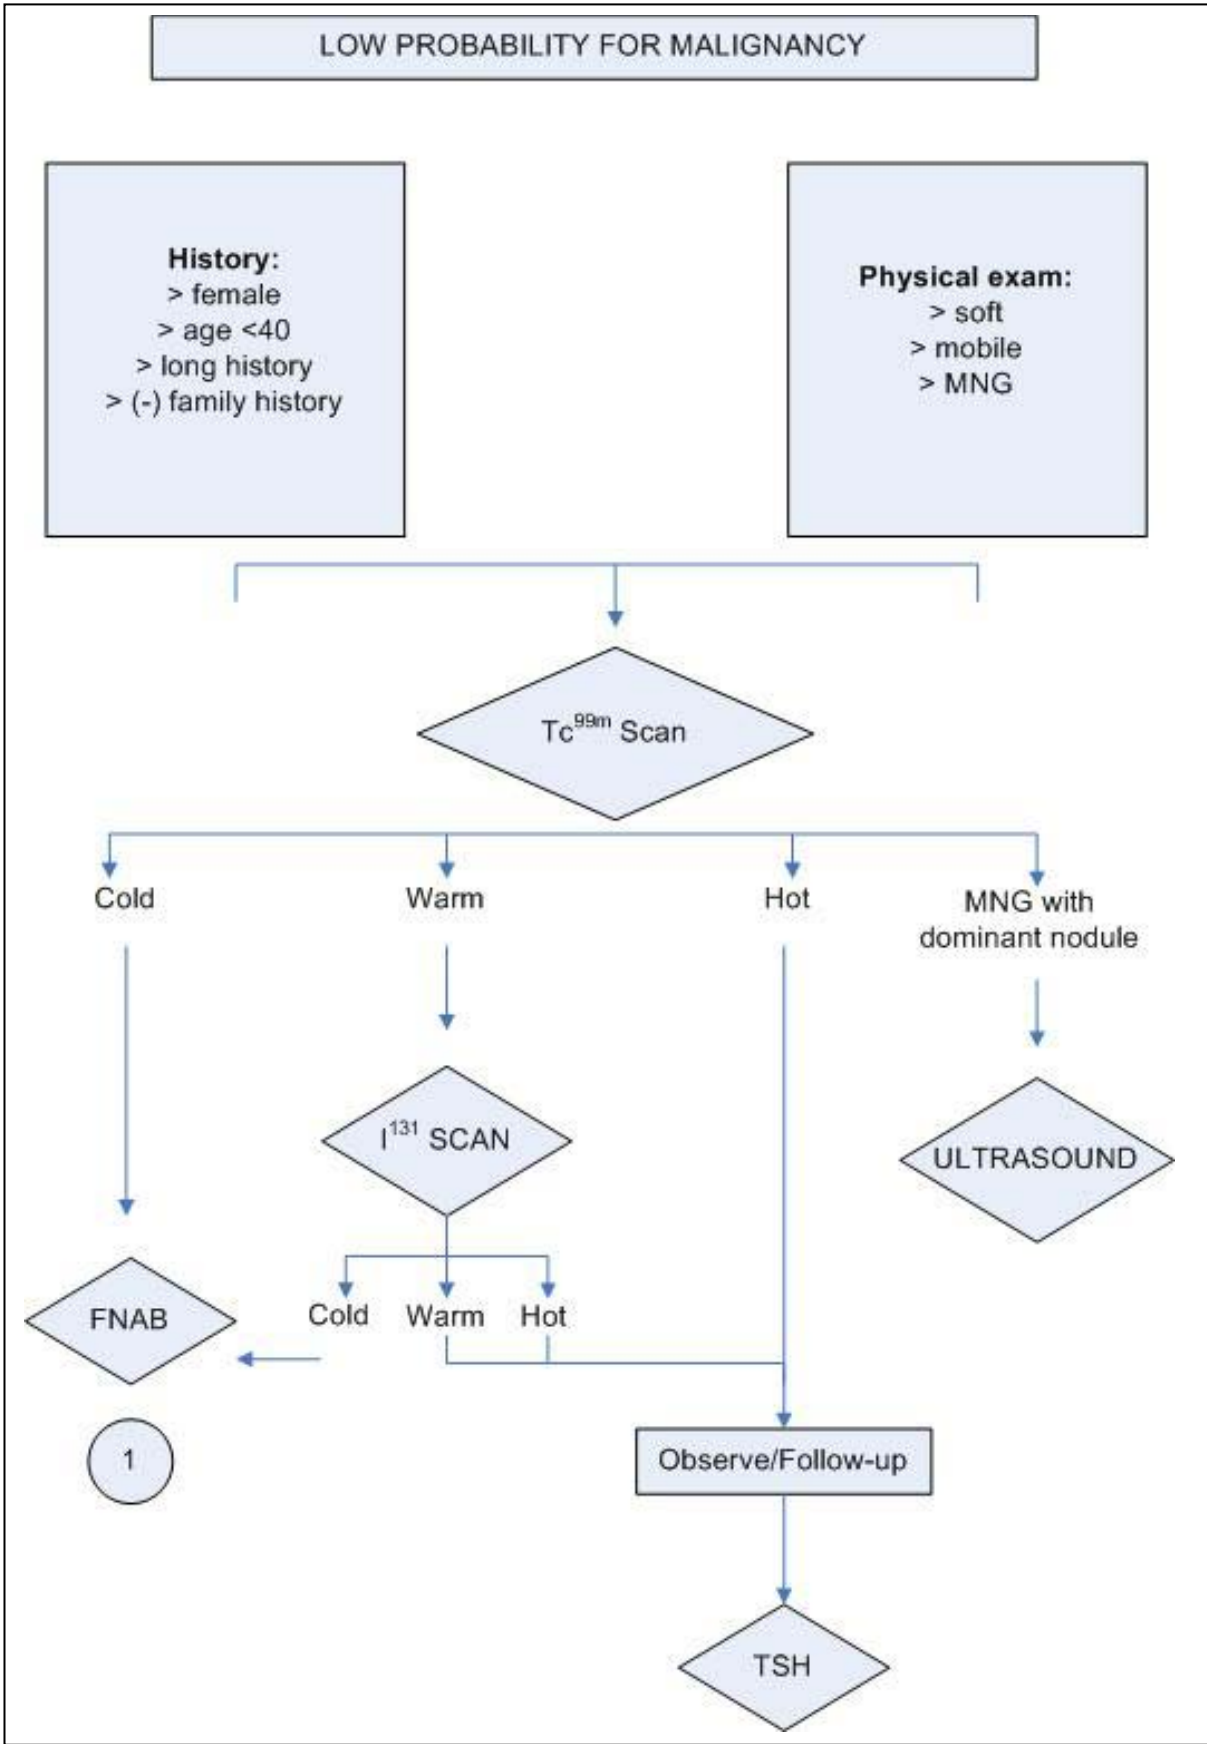 LOW PROBABILITY FOR MALIGNANCY
History:
> female
> age <40
> long history
> (-) family history
Physical exam:
> soft
> mobile
> MNG
Tc⁹⁹ᵐ Scan
Cold
Warm
Hot
MNG with
dominant nodule
I¹³¹ SCAN
ULTRASOUND
Cold
Warm
Hot
FNAB
1
Observe/Follow-up
TSH